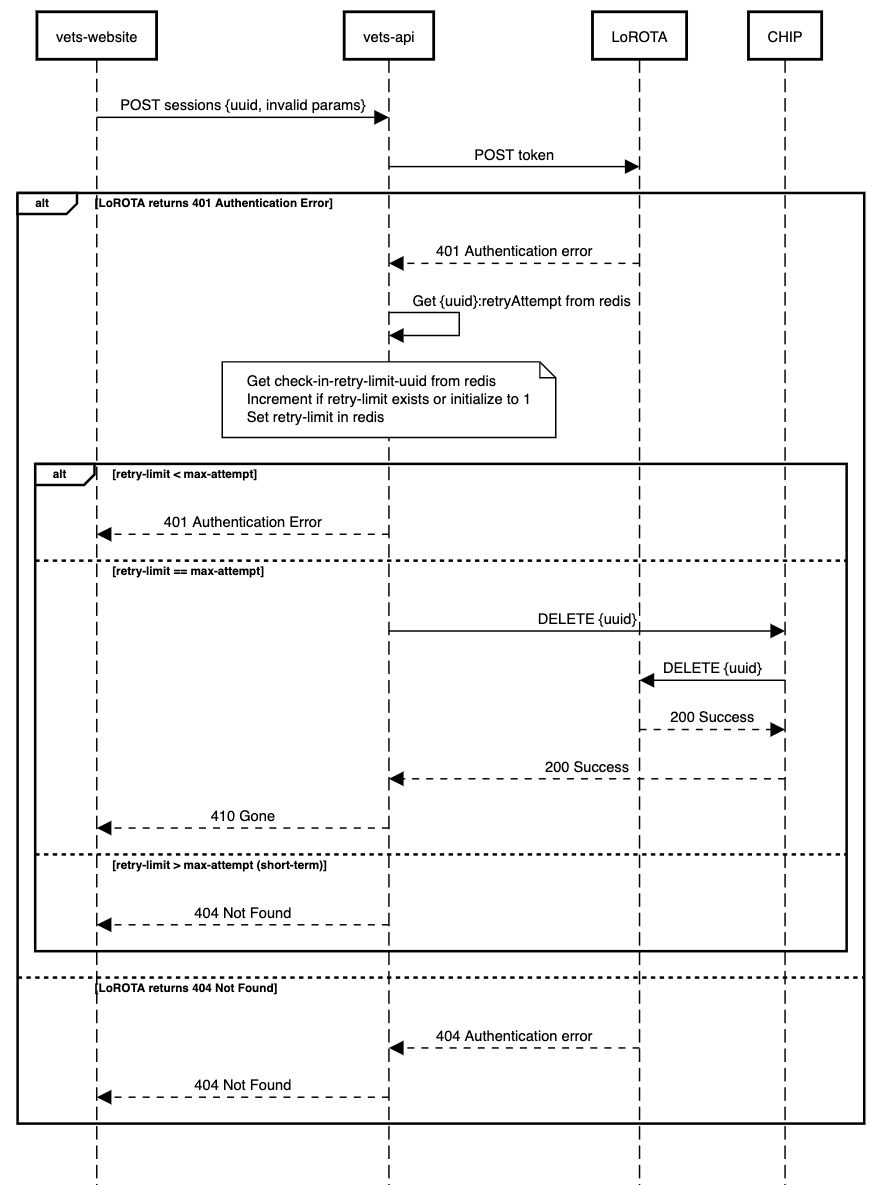 vets-website
vets-api
LoROTA
CHIP
POST sessions {uuid, invalid params}
POST token
alt
[LoROTA returns 401 Authentication Error]
401 Authentication error
Get {uuid}:retryAttempt from redis
Get check-in-retry-limit-uuid from redis
Increment if retry-limit exists or initialize to 1
Set retry-limit in redis
alt
[retry-limit < max-attempt]
401 Authentication Error
[retry-limit == max-attempt]
DELETE {uuid}
DELETE {uuid}
200 Success
200 Success
410 Gone
[retry-limit > max-attempt (short-term)]
404 Not Found
[LoROTA returns 404 Not Found]
404 Authentication error
404 Not Found